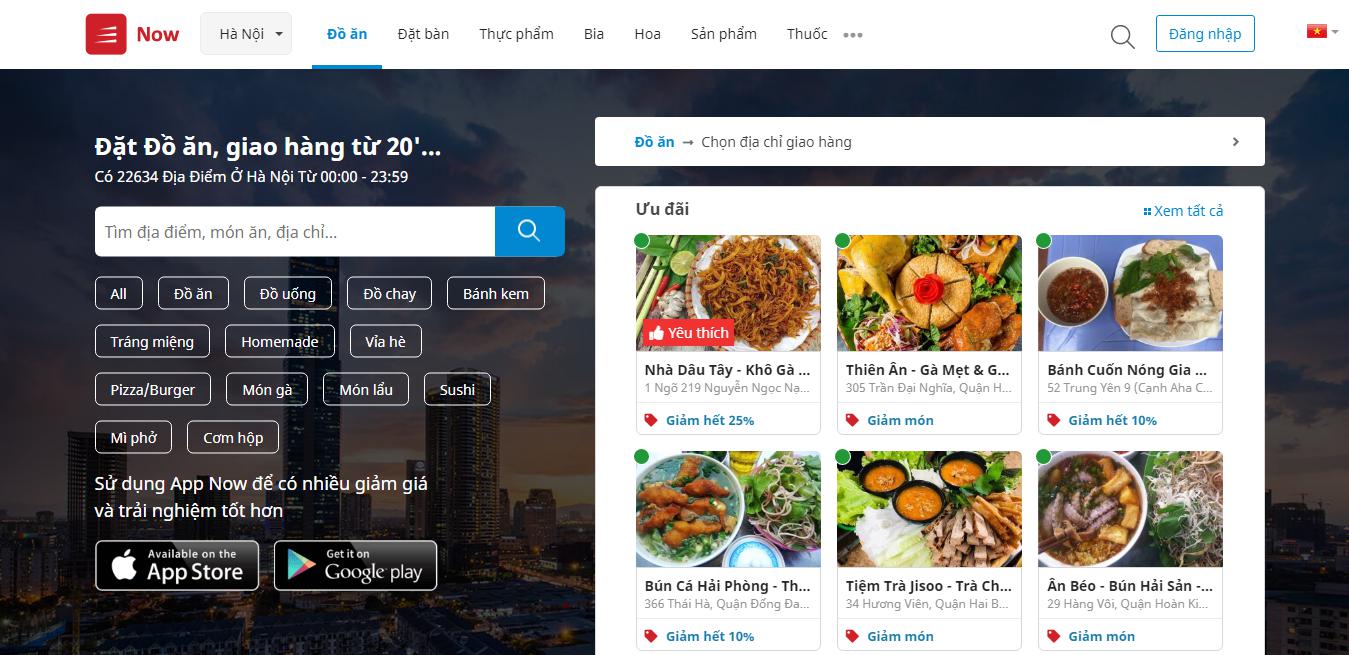 Now
Hà Nội
Đồ ăn
Đặt bàn
Thực phẩm
Bia
Hoa
Sản phẩm
Thuốc
Đăng nhập
Đặt Đồ ăn, giao hàng từ 20'...
Có 22634 Địa Điểm Ở Hà Nội Từ 00:00 - 23:59
Tìm địa điểm, món ăn, địa chỉ...
All
Đồ ăn
Đồ uống
Đồ chay
Bánh kem
Tráng miệng
Homemade
Vỉa hè
Pizza/Burger
Món gà
Món lẩu
Sushi
Mì phở
Cơm hộp
Sử dụng App Now để có nhiều giảm giá
và trải nghiệm tốt hơn
Available on the
App Store
Get it on
Google play
Đồ ăn → Chọn địa chỉ giao hàng
Ưu đãi
Xem tất cả
Yêu thích
Nhà Dâu Tây - Khô Gà ...
1 Ngõ 219 Nguyễn Ngọc Nạ...
Giảm hết 25%
Thiên Ân - Gà Mẹt & G...
305 Trần Đại Nghĩa, Quận H...
Giảm món
Bánh Cuốn Nóng Gia ...
52 Trung Yên 9 (Cạnh Aha C...
Giảm hết 10%
Bún Cá Hải Phòng - Th...
366 Thái Hà, Quận Đống Đa...
Giảm hết 10%
Tiệm Trà Jisoo - Trà Ch...
34 Hương Viên, Quận Hai B...
Giảm món
Ân Béo - Bún Hải Sản -...
29 Hàng Vôi, Quận Hoàn Ki...
Giảm món